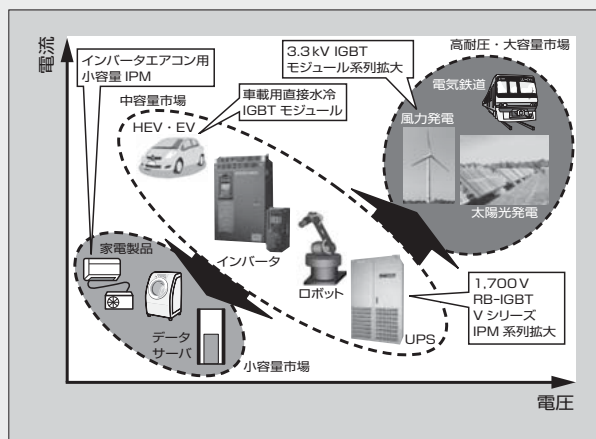 電流
インバータエアコン用
小容量 IPM
3.3 kV IGBT
モジュール系列拡大
高耐圧・大容量市場
電気鉄道
中容量市場
車載用直接水冷
IGBT モジュール
HEV・EV
風力発電
太陽光発電
インバータ
家電製品
ロボット
1,700 V
RB-IGBT
V シリーズ
IPM 系列拡大
データ
サーバ
UPS
小容量市場
電圧